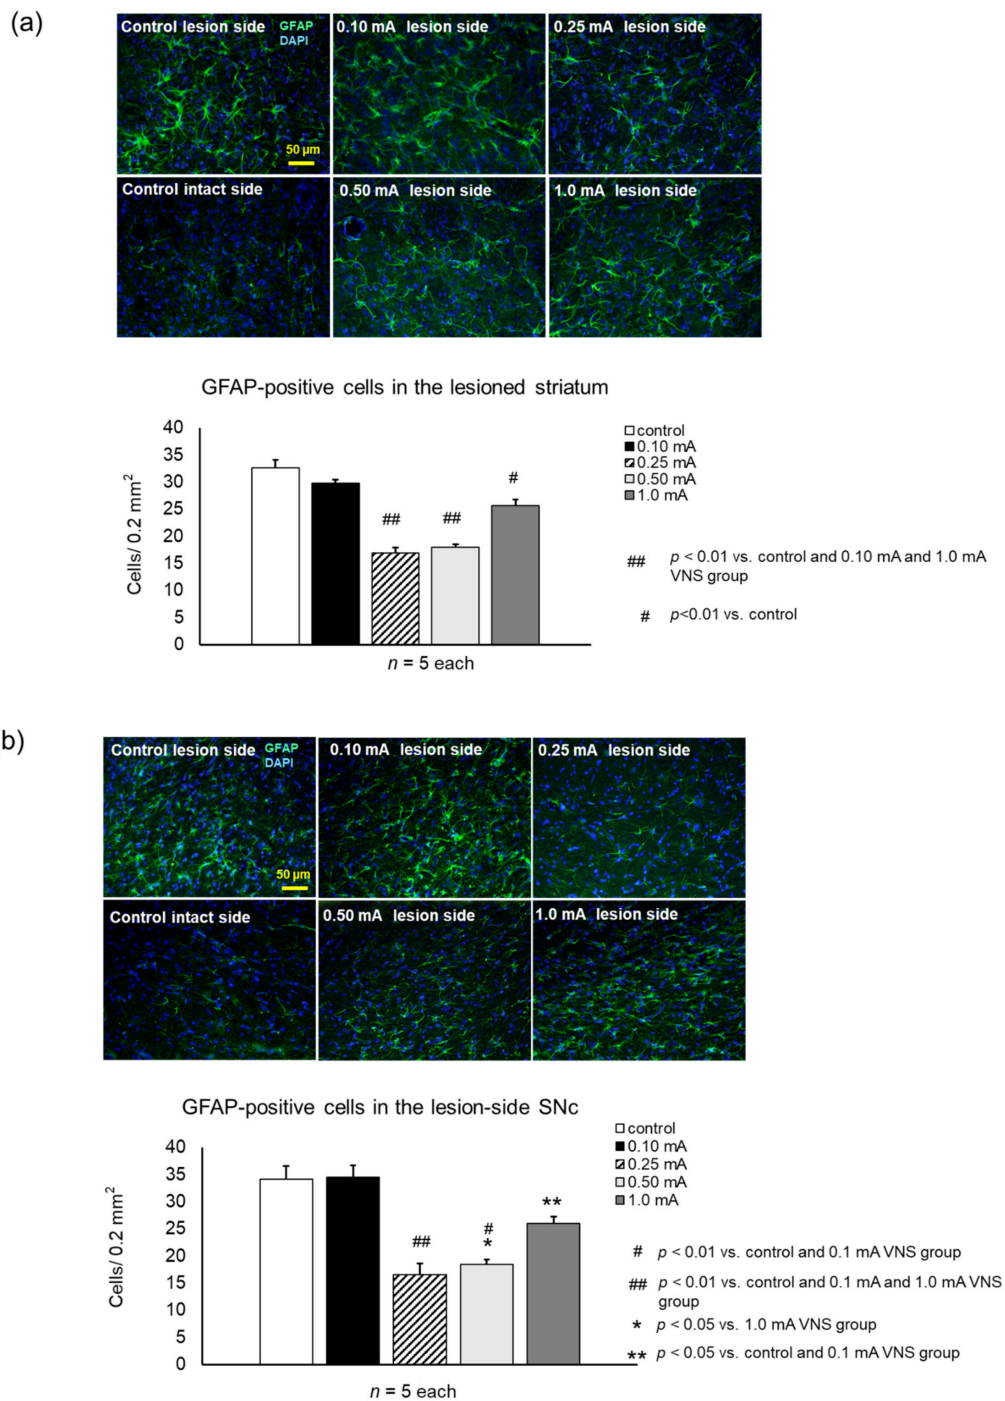 (a)
Control lesion side GFAP
DAPI
0.10 mA lesion side
0.25 mA lesion side
50 µm
Control intact side
0.50 mA lesion side
1.0 mA lesion side
GFAP-positive cells in the lesioned striatum
40
35
30
25
20
15
10
5
0
Cells/ 0.2 mm²
##
##
#
n = 5 each
control
0.10 mA
0.25 mA
0.50 mA
1.0 mA
## p < 0.01 vs. control and 0.10 mA and 1.0 mA
VNS group
# p<0.01 vs. control
b)
Control lesion side GFAP
DAPI
0.10 mA lesion side
0.25 mA lesion side
50 µm
Control intact side
0.50 mA lesion side
1.0 mA lesion side
GFAP-positive cells in the lesion-side SNc
40
35
30
25
20
15
10
5
0
Cells/ 0.2 mm²
##
#
*
**
n = 5 each
control
0.10 mA
0.25 mA
0.50 mA
1.0 mA
# p < 0.01 vs. control and 0.1 mA VNS group
## p < 0.01 vs. control and 0.1 mA and 1.0 mA VNS
group
* p < 0.05 vs. 1.0 mA VNS group
** p < 0.05 vs. control and 0.1 mA VNS group